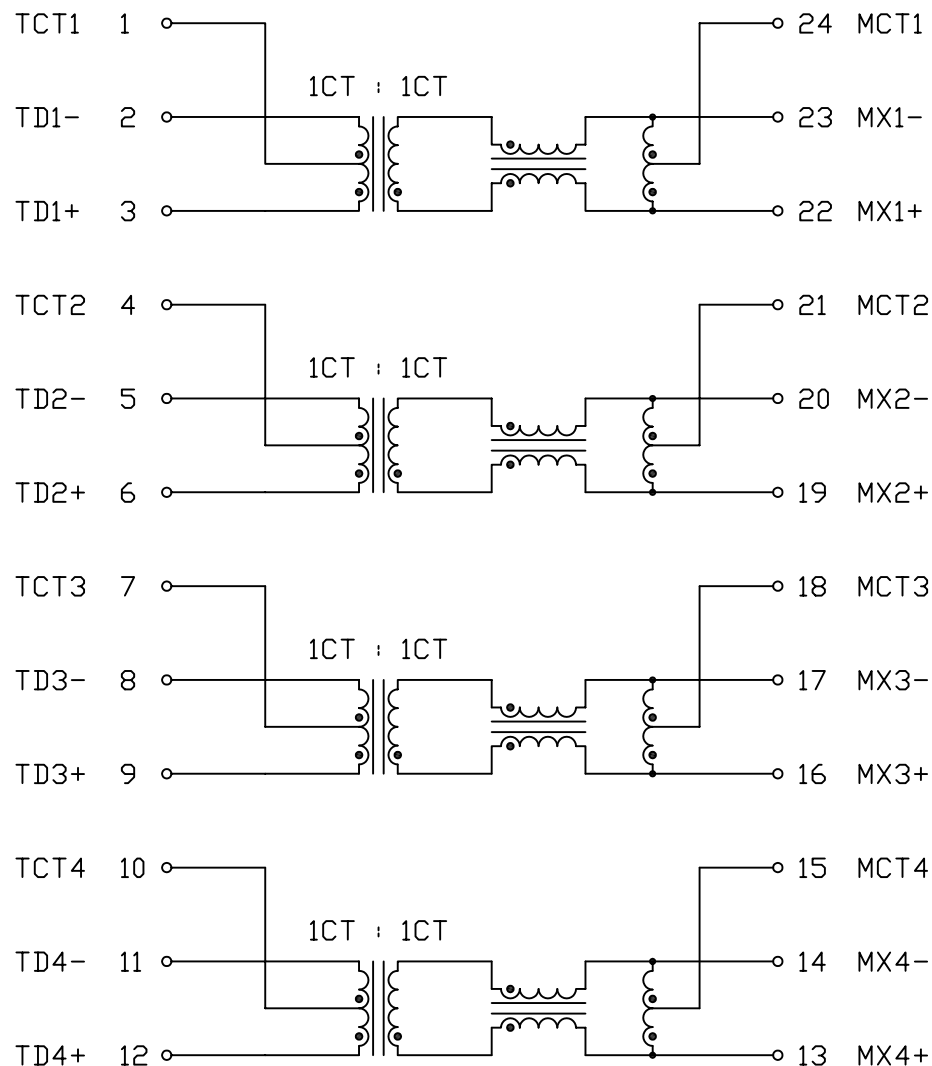 TCT1 1 24 MCT1
1CT : 1CT
TD1- 2 23 MX1-
TD1+ 3 22 MX1+
TCT2 4 21 MCT2
1CT : 1CT
TD2- 5 20 MX2-
TD2+ 6 19 MX2+
TCT3 7 18 MCT3
1CT : 1CT
TD3- 8 17 MX3-
TD3+ 9 16 MX3+
TCT4 10 15 MCT4
1CT : 1CT
TD4- 11 14 MX4-
TD4+ 12 13 MX4+